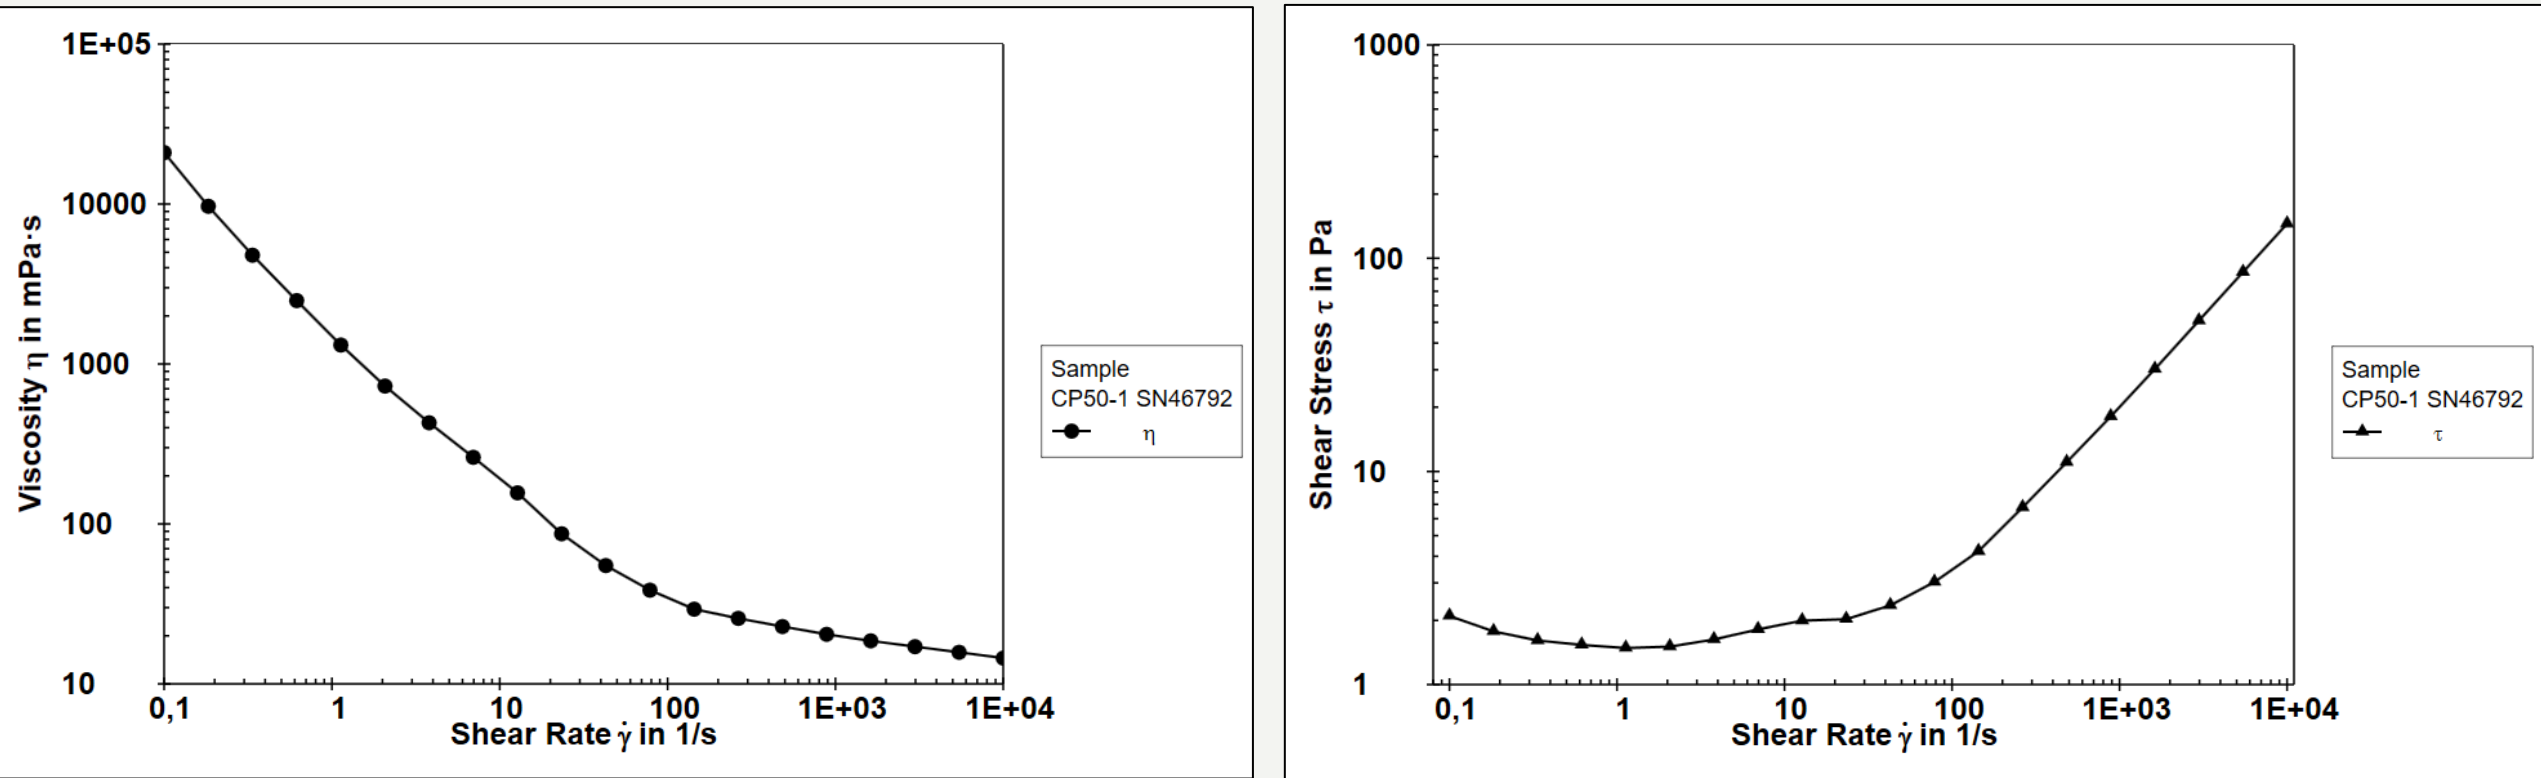 1E+05
10000
1000
100
10
Viscosity η in mPa·s
0,1
1
10
100
1E+03
1E+04
Shear Rate γ̇ in 1/s
Sample
CP50-1 SN46792
η
1000
100
10
1
Shear Stress τ in Pa
0,1
1
10
100
1E+03
1E+04
Shear Rate γ̇ in 1/s
Sample
CP50-1 SN46792
τ